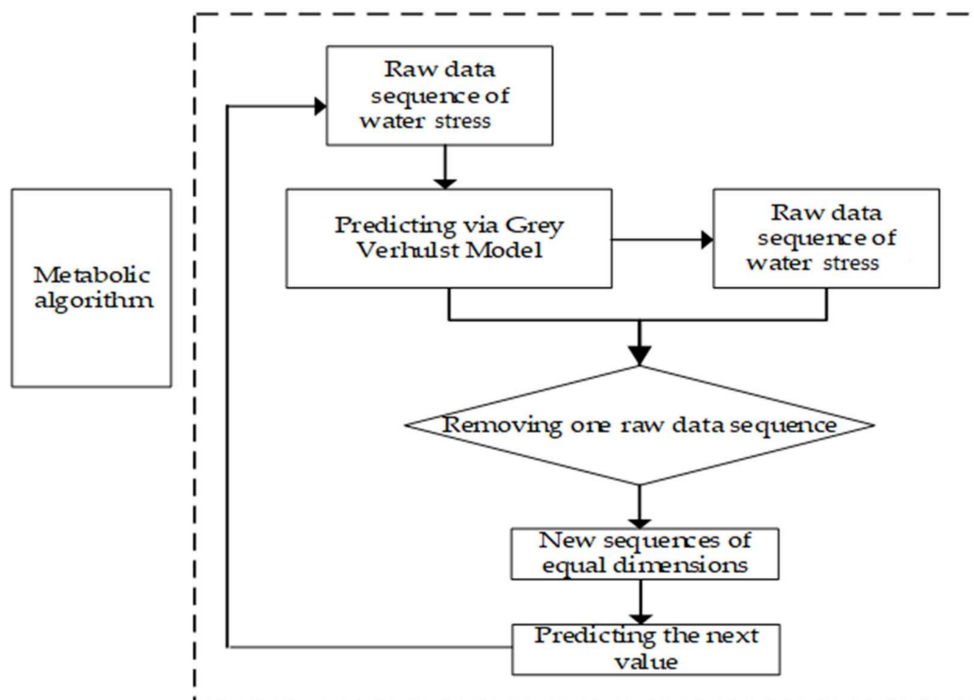 Raw data
sequence of
water stress
Predicting via Grey
Verhulst Model
Raw data
sequence of
water stress
Metabolic
algorithm
Removing one raw data sequence
New sequences of
equal dimensions
Predicting the next
value